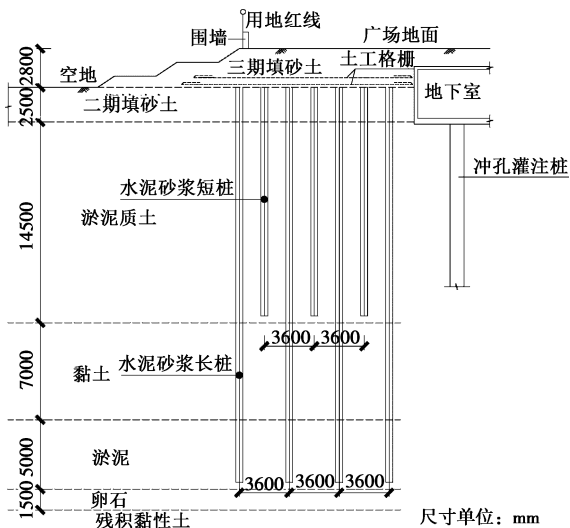 用地红线
围墙
广场地面
2800
三期填砂土
土工格栅
空地
2500
二期填砂土
地下室
冲孔灌注桩
水泥砂浆短桩
14500
淤泥质土
3600 3600
7000
黏土
水泥砂浆长桩
5000
淤泥
3600 3600 3600
1500
卵石
残积黏性土
尺寸单位：mm